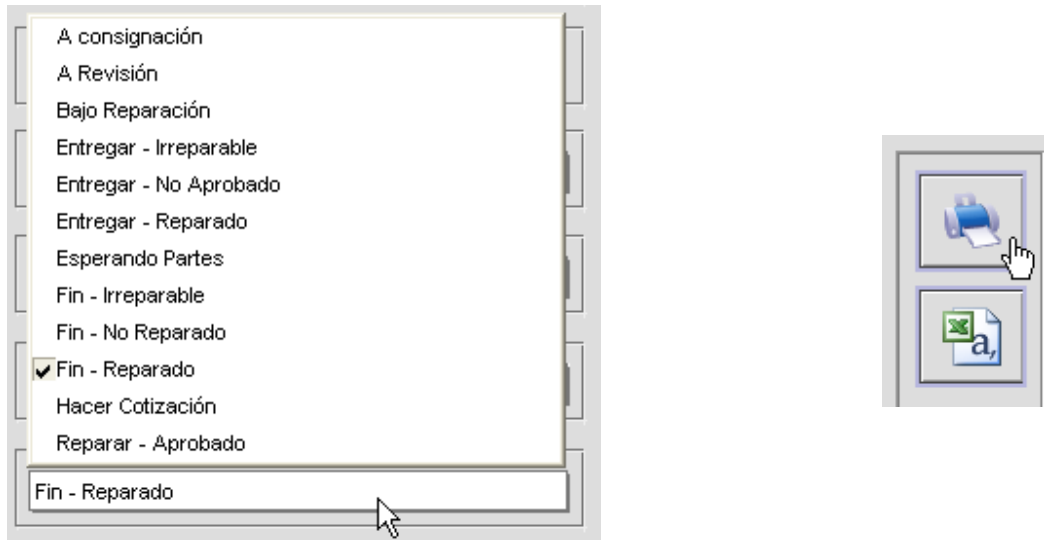 A consignación
A Revisión
Bajo Reparación
Entregar - Irreparable
Entregar - No Aprobado
Entregar - Reparado
Esperando Partes
Fin - Irreparable
Fin - No Reparado
Fin - Reparado
Hacer Cotización
Reparar - Aprobado
Fin - Reparado
a,